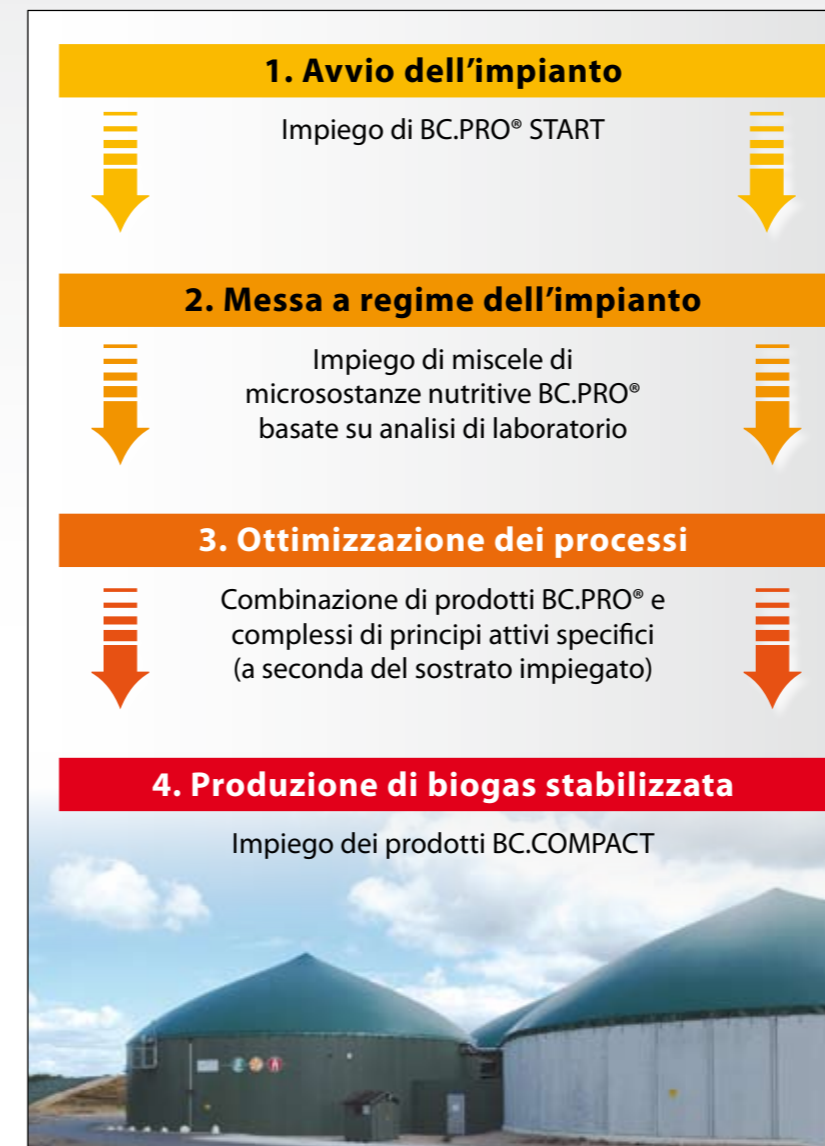 1. Avvio dell’impianto
Impiego di BC.PRO® START
2. Messa a regime dell’impianto
Impiego di miscele di
microsostanze nutritive BC.PRO®
basate su analisi di laboratorio
3. Ottimizzazione dei processi
Combinazione di prodotti BC.PRO® e
complessi di principi attivi specifici
(a seconda del sostrato impiegato)
4. Produzione di biogas stabilizzata
Impiego dei prodotti BC.COMPACT